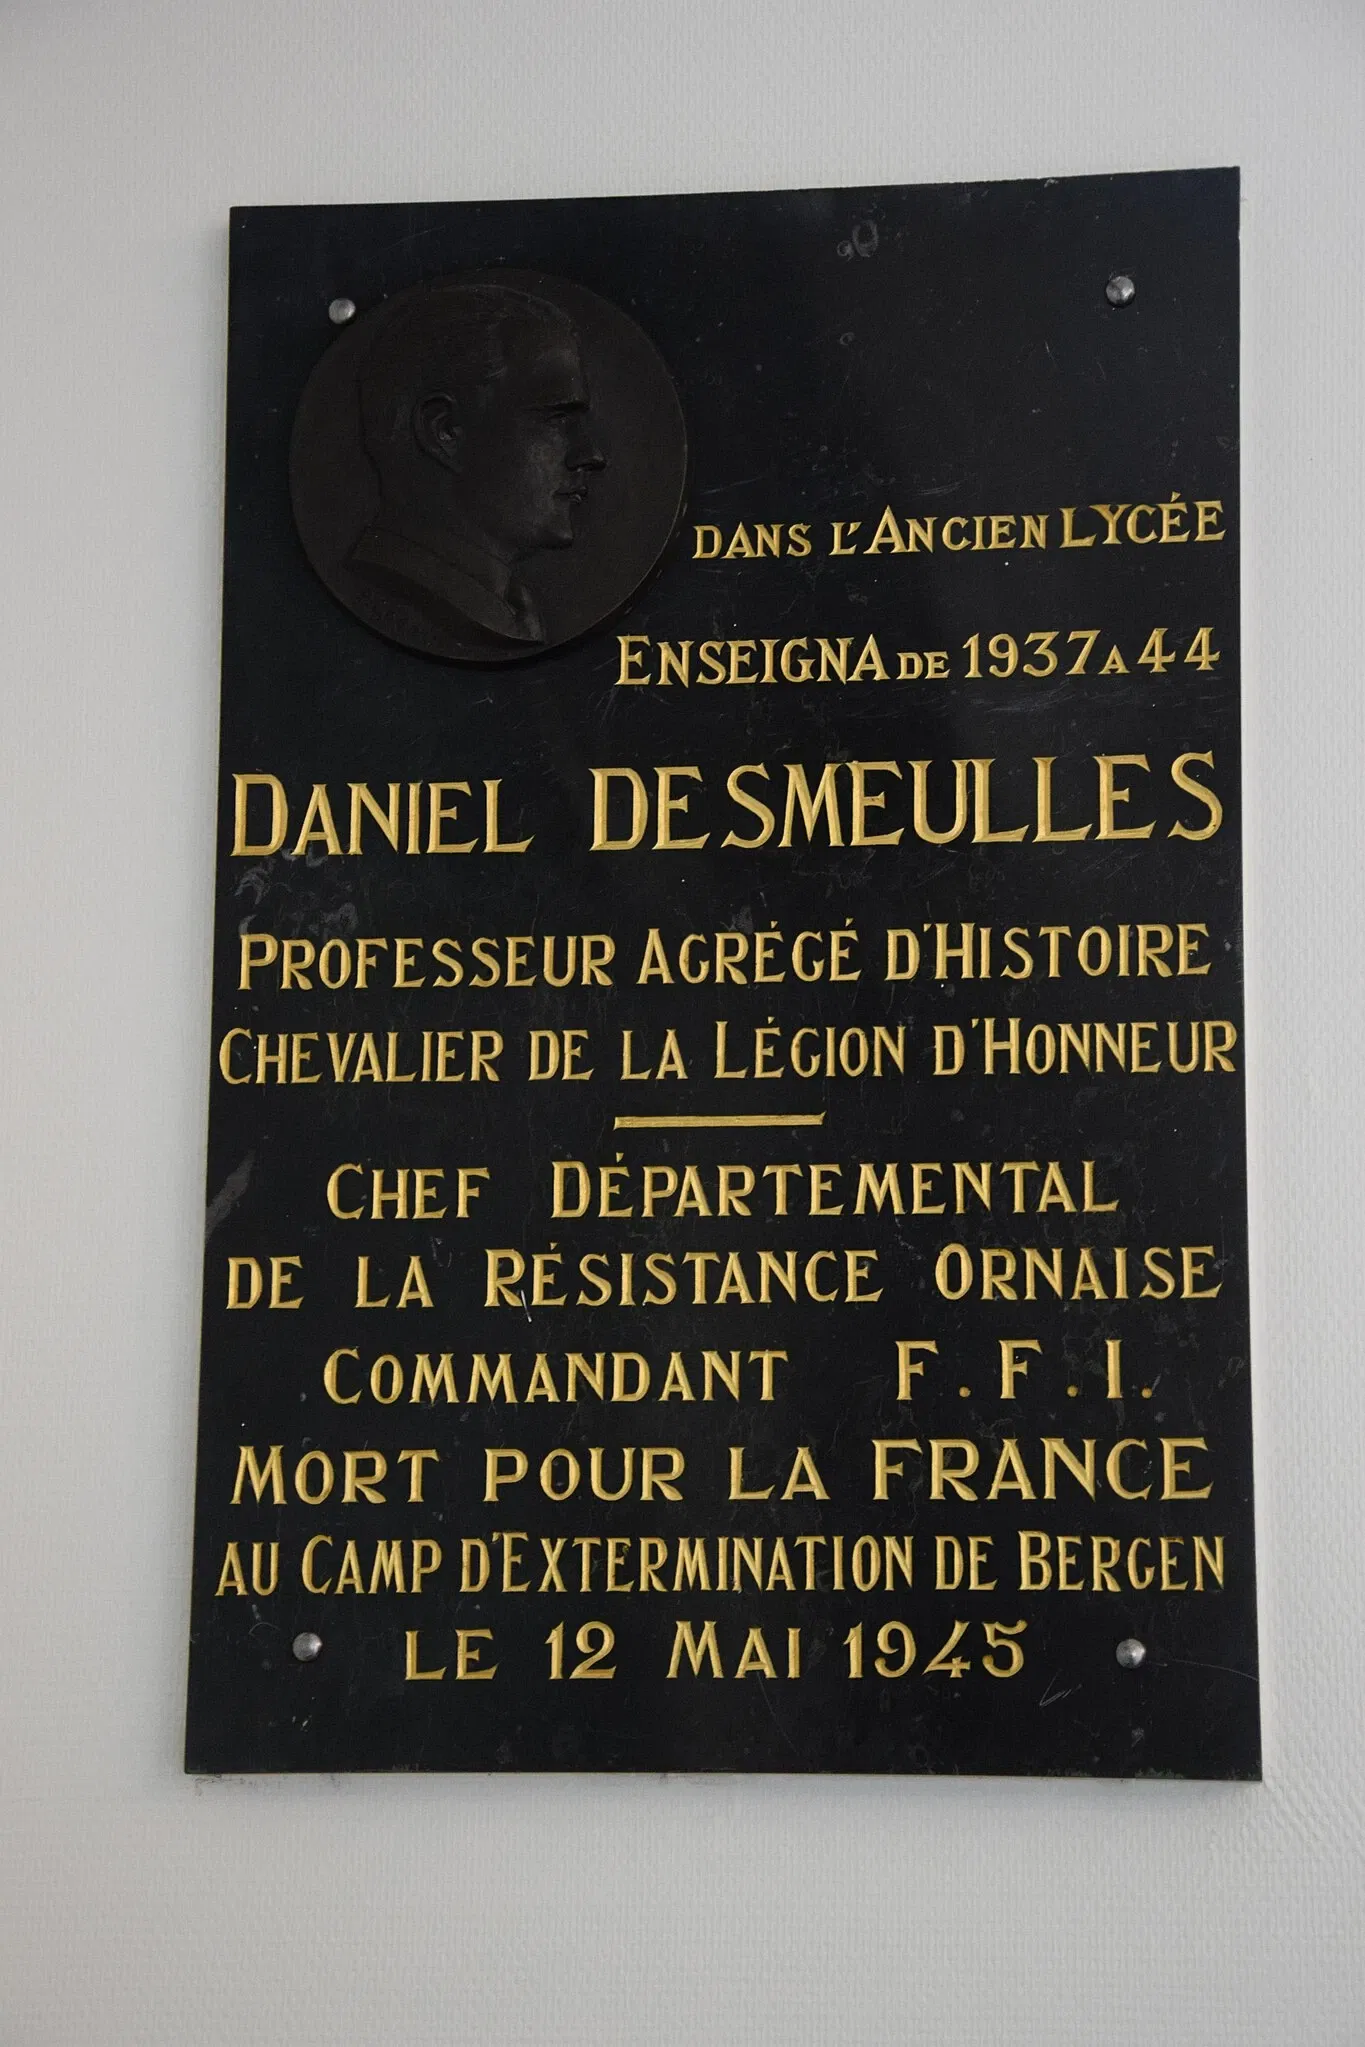 DANS L'ANCIEN LYCÉE
ENSEIGNA DE 1937 A 44
DANIEL DESMEULLES
PROFESSEUR AGRÉGÉ D'HISTOIRE
CHEVALIER DE LA LÉGION D'HONNEUR
CHEF DÉPARTEMENTAL
DE LA RÉSISTANCE ORNAISE
COMMANDANT F.F.I.
MORT POUR LA FRANCE
AU CAMP D'EXTERMINATION DE BERGEN
LE 12 MAI 1945